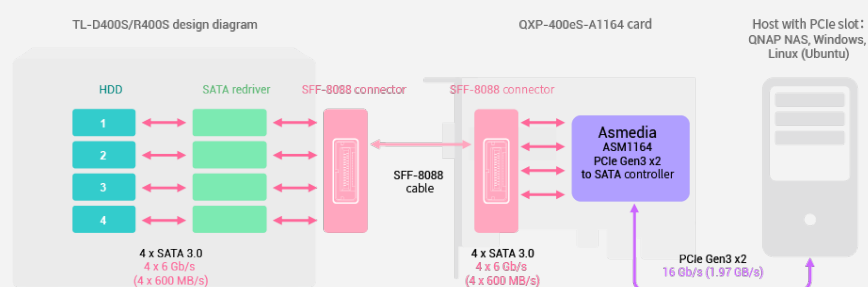 TL-D400S/R400S design diagram
QXP-400eS-A1164 card
Host with PCIe slot:
QNAP NAS, Windows,
Linux (Ubuntu)
HDD
SATA redriver
SFF-8088 connector
SFF-8088 connector
1
2
3
4
SFF-8088
cable
Asmedia
ASM1164
PCIe Gen3 x2
to SATA controller
4 x SATA 3.0
4 x 6 Gb/s
(4 x 600 MB/s)
4 x SATA 3.0
4 x 6 Gb/s
(4 x 600 MB/s)
PCIe Gen3 x2
16 Gb/s (1.97 GB/s)